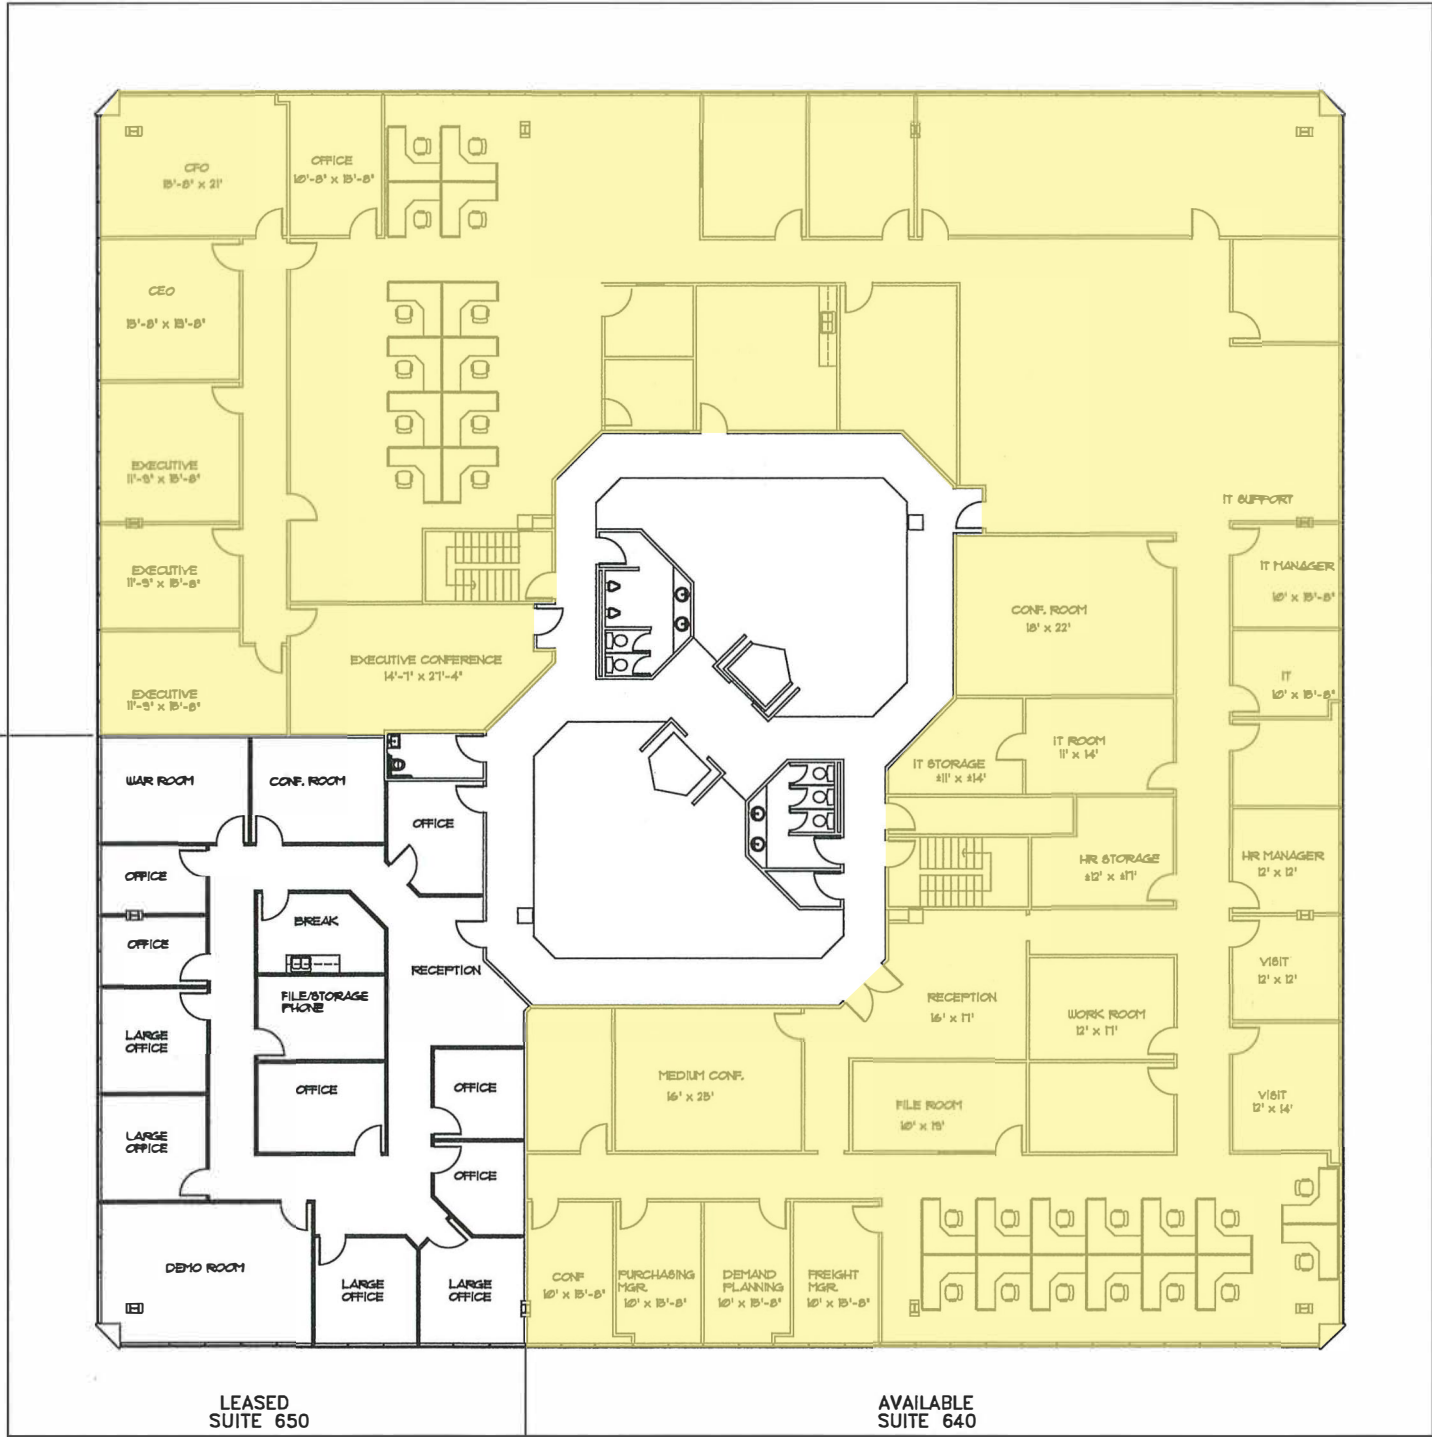 CFO
15'-8" x 21'
OFFICE
10'-8" x 15'-8"
CEO
15'-8" x 15'-8"
EXECUTIVE
11'-9" x 15'-8"
IT SUPPORT
EXECUTIVE
11'-9" x 15'-8"
IT MANAGER
10' x 15'-8"
CONF. ROOM
18' x 22'
EXECUTIVE CONFERENCE
14'-7" x 27'-4"
IT
10' x 15'-8"
EXECUTIVE
11'-9" x 15'-8"
WAR ROOM
CONF. ROOM
IT ROOM
11' x 14'
IT STORAGE
±11' x ±14'
OFFICE
HR STORAGE
±12' x ±17'
HR MANAGER
12' x 12'
OFFICE
BREAK
OFFICE
RECEPTION
VISIT
12' x 12'
FILE/STORAGE
PHONE
RECEPTION
16' x 17'
WORK ROOM
12' x 17'
LARGE
OFFICE
MEDIUM CONF.
16' x 25'
OFFICE
OFFICE
FILE ROOM
10' x 19'
VISIT
12' x 14'
LARGE
OFFICE
OFFICE
DEMO ROOM
LARGE
OFFICE
LARGE
OFFICE
CONF
10' x 15'-8"
PURCHASING
MGR.
10' x 15'-8"
DEMAND
PLANNING
10' x 15'-8"
FREIGHT
MGR.
10' x 15'-8"
LEASED
SUITE 650
AVAILABLE
SUITE 640